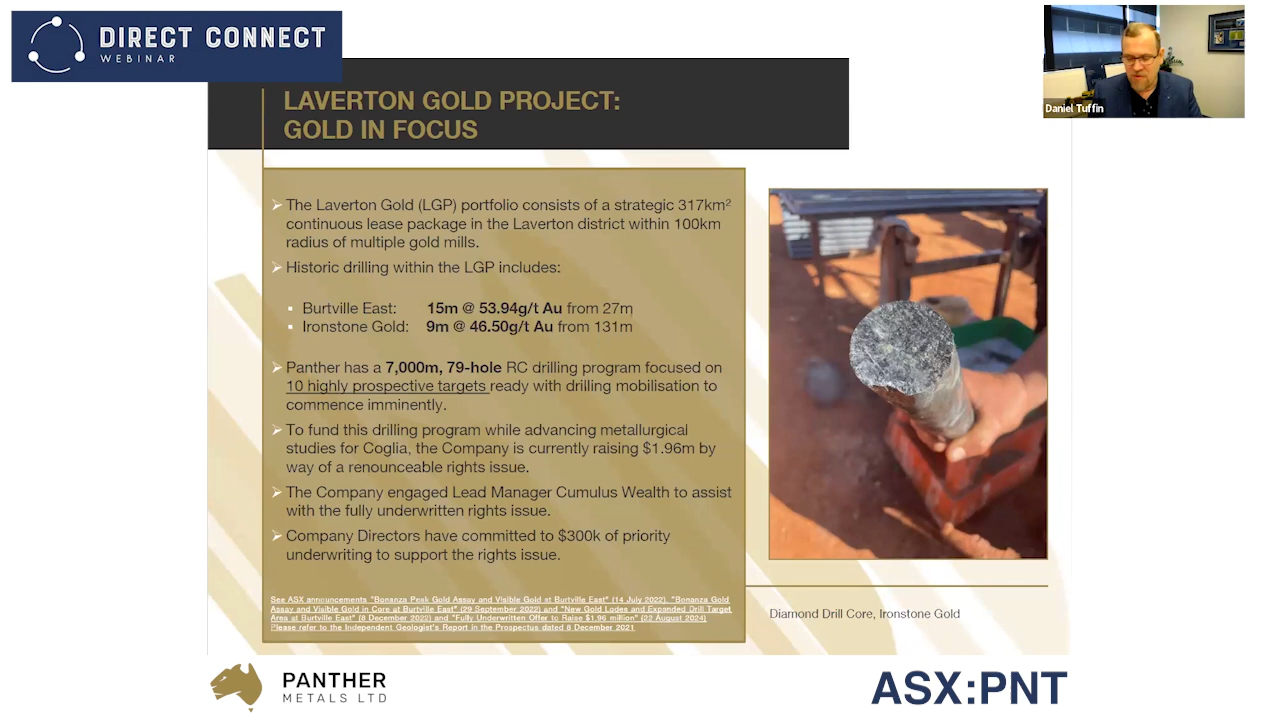 DIRECT CONNECT
WEBINAR
Daniel Tuffin
LAVERTON GOLD PROJECT:
GOLD IN FOCUS
The Laverton Gold (LGP) portfolio consists of a strategic 317km²
continuous lease package in the Laverton district within 100km
radius of multiple gold mills.
Historic drilling within the LGP includes:
Burtville East: 15m @ 53.94g/t Au from 27m
Ironstone Gold: 9m @ 46.50g/t Au from 131m
Panther has a 7,000m, 79-hole RC drilling program focused on
10 highly prospective targets ready with drilling mobilisation to
commence imminently.
To fund this drilling program while advancing metallurgical
studies for Coglia, the Company is currently raising $1.96m by
way of a renounceable rights issue.
The Company engaged Lead Manager Cumulus Wealth to assist
with the fully underwritten rights issue.
Company Directors have committed to $300k of priority
underwriting to support the rights issue.
See ASX announcements "Bonanza Peak Gold Assay and Visible Gold at Burtville East" (14 July 2022), "Bonanza Gold
Assay and Visible Gold in Core at Burtville East" (29 September 2022) and "New Gold Lodes and Expanded Drill Target
Area at Burtville East" (8 December 2022) and "Fully Underwritten Offer to Raise $1.96 million" (22 August 2024)
Please refer to the Independent Geologist's Report in the Prospectus dated 8 December 2021
Diamond Drill Core, Ironstone Gold
PANTHER
METALS LTD
ASX:PNT